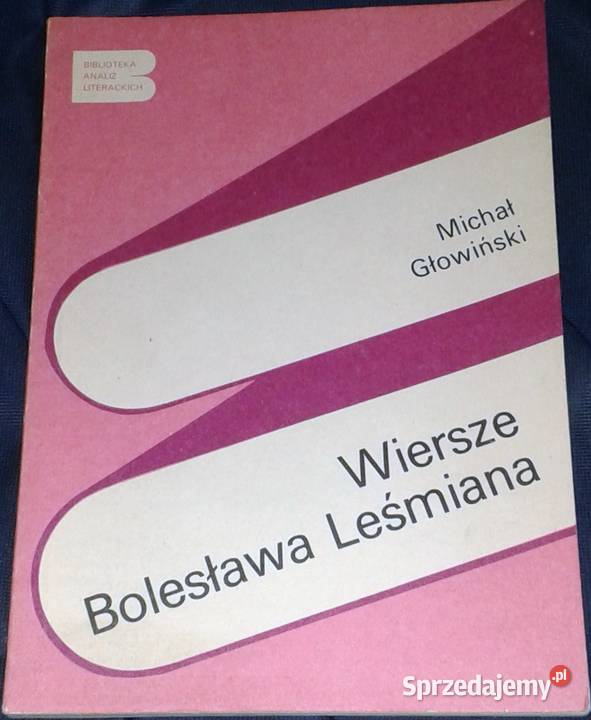 BIBLIOTEKA
ANALIZ
LITERACKICH
Michał
Głowiński
Wiersze
Bolesława Leśmiana
Sprzedajemy.pl